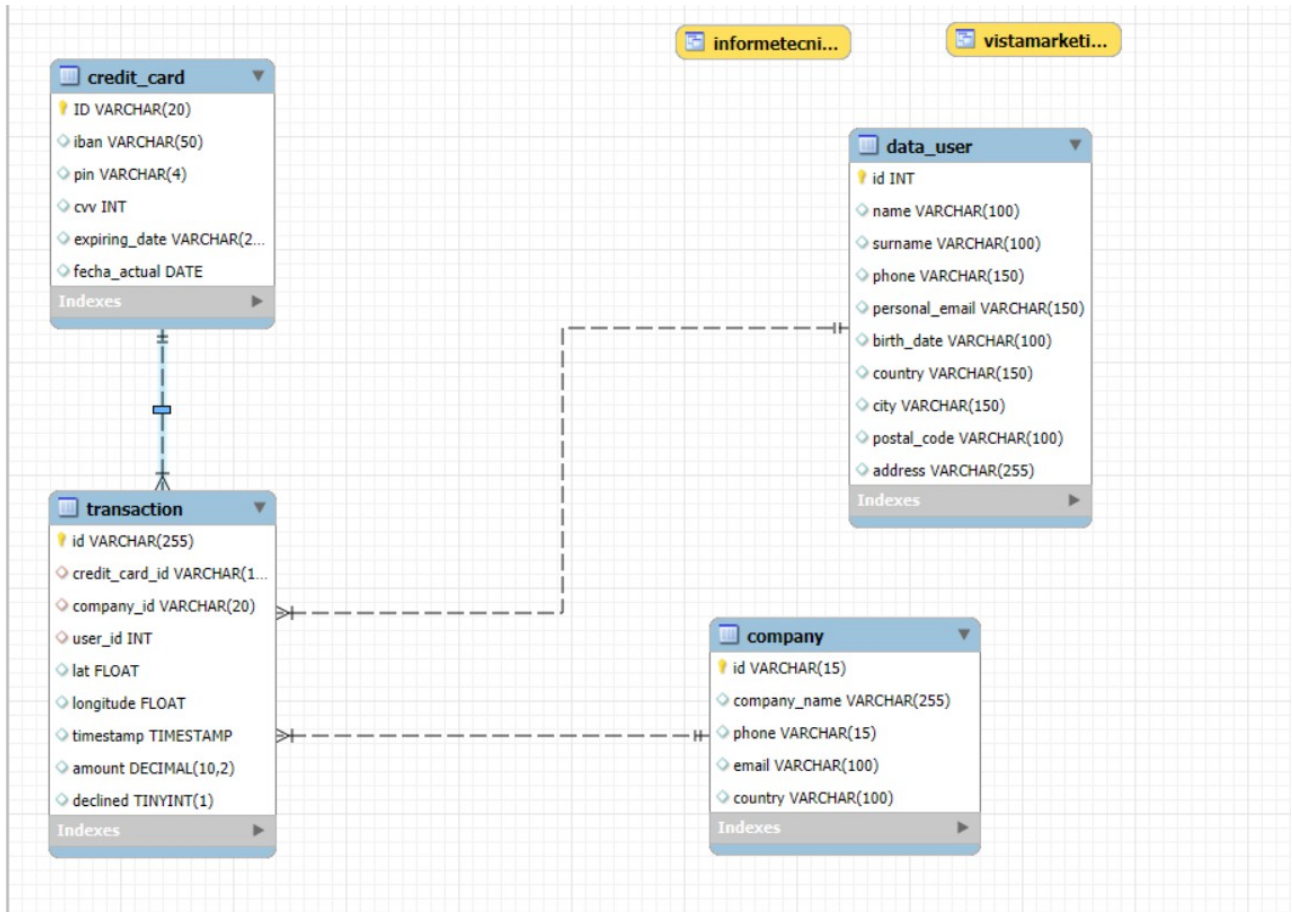 informetecni...
vistamarketi...
credit_card
ID VARCHAR(20)
iban VARCHAR(50)
pin VARCHAR(4)
cvv INT
expiring_date VARCHAR(2...
fecha_actual DATE
Indexes
data_user
id INT
name VARCHAR(100)
surname VARCHAR(100)
phone VARCHAR(150)
personal_email VARCHAR(150)
birth_date VARCHAR(100)
country VARCHAR(150)
city VARCHAR(150)
postal_code VARCHAR(100)
address VARCHAR(255)
Indexes
transaction
id VARCHAR(255)
credit_card_id VARCHAR(1...
company_id VARCHAR(20)
user_id INT
lat FLOAT
longitude FLOAT
timestamp TIMESTAMP
amount DECIMAL(10,2)
declined TINYINT(1)
Indexes
company
id VARCHAR(15)
company_name VARCHAR(255)
phone VARCHAR(15)
email VARCHAR(100)
country VARCHAR(100)
Indexes